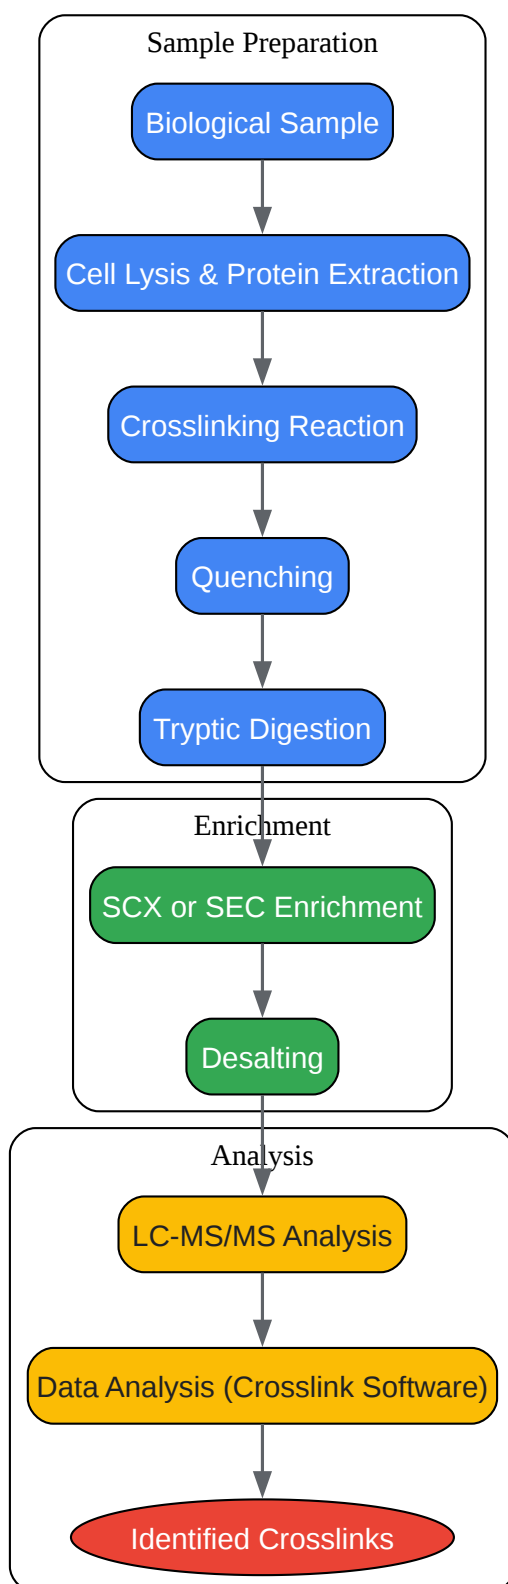 Sample Preparation
Biological Sample
Cell Lysis & Protein Extraction
Crosslinking Reaction
Quenching
Tryptic Digestion
Enrichment
SCX or SEC Enrichment
Desalting
Analysis
LC-MS/MS Analysis
Data Analysis (Crosslink Software)
Identified Crosslinks